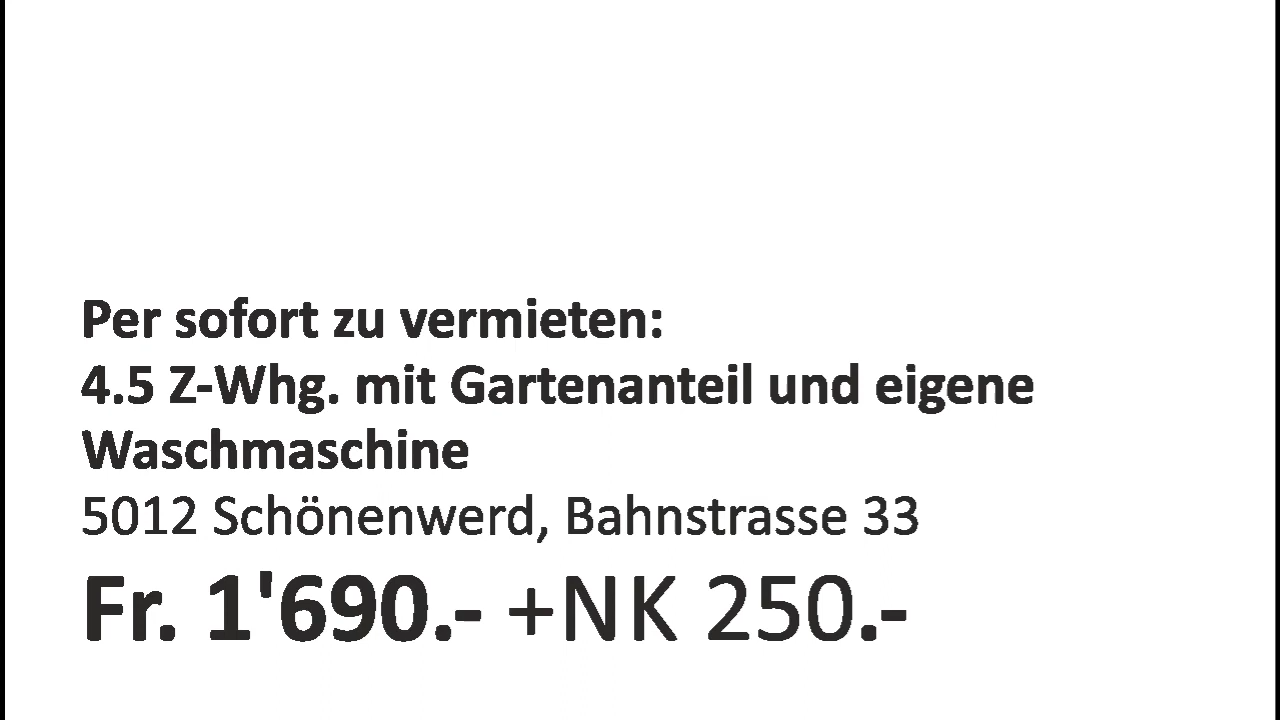 Per sofort zu vermieten:
4.5 Z-Whg. mit Gartenanteil und eigene
Waschmaschine
5012 Schönenwerd, Bahnstrasse 33
Fr. 1'690.- +NK 250.-